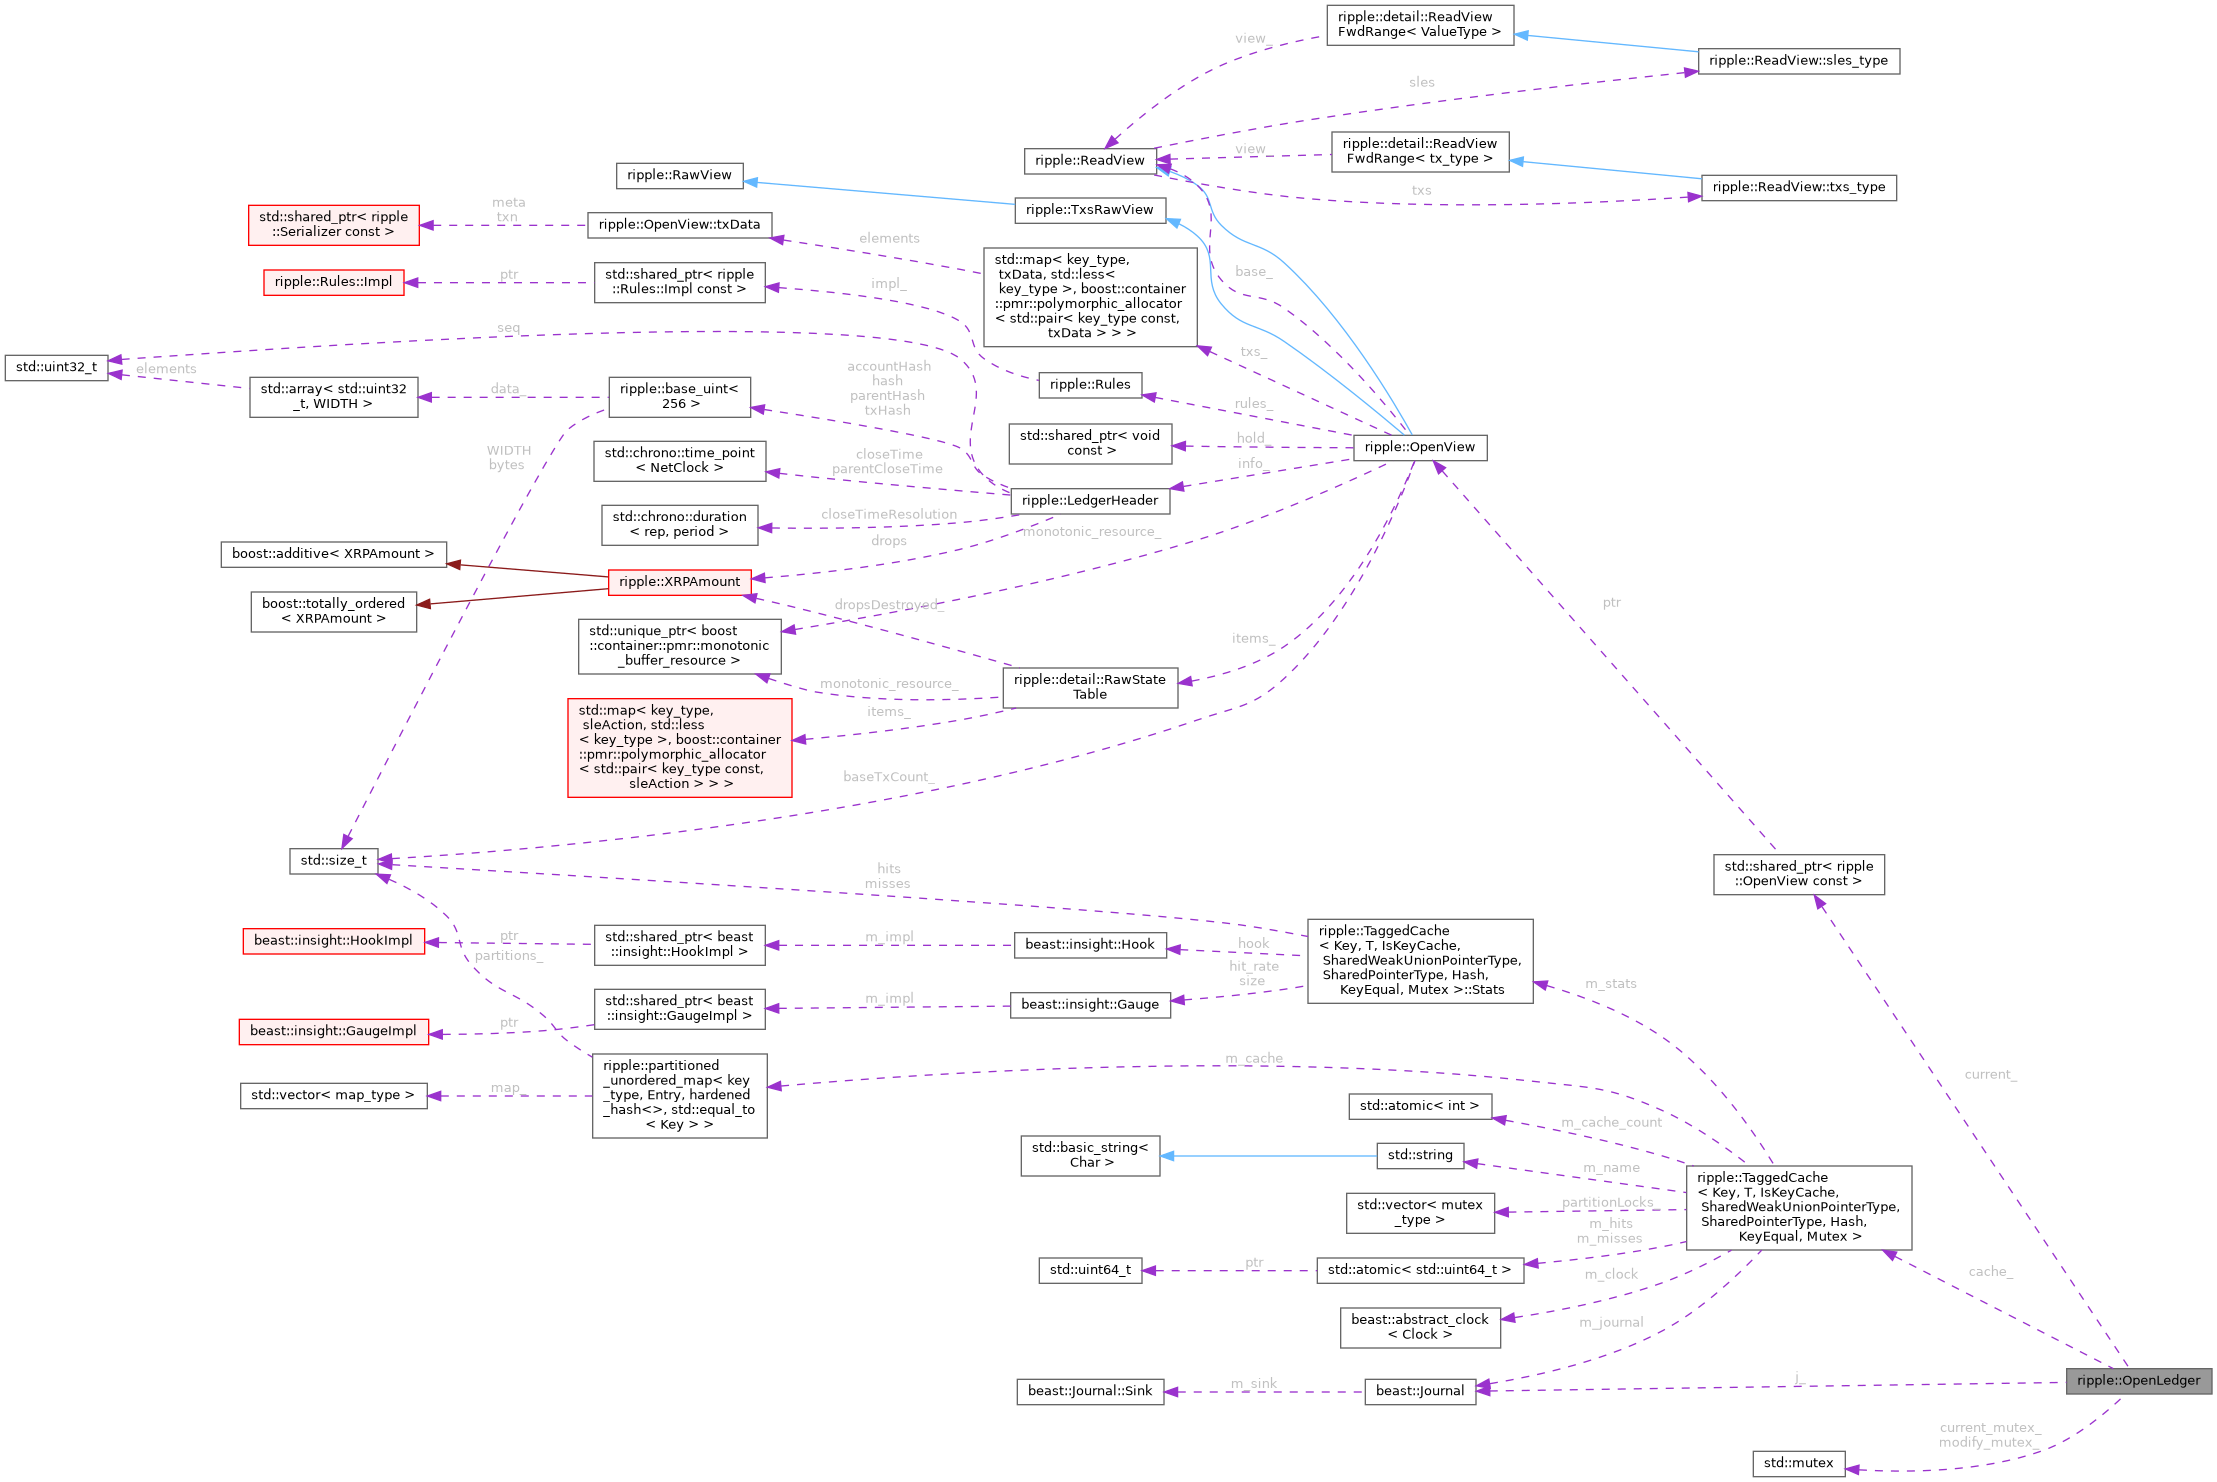 ripple::detail::ReadView
FwdRange< ValueType >
view_
ripple::ReadView::sles_type
sles
ripple::detail::ReadView
FwdRange< tx_type >
view_
ripple::ReadView
ripple::RawView
ripple::ReadView::txs_type
txs
std::shared_ptr< ripple
::Serializer const >
meta
txn
ripple::OpenView::txData
ripple::TxsRawView
elements
std::map< key_type,
txData, std::less<
key_type >, boost::container
::pmr::polymorphic_allocator
< std::pair< key_type const,
txData > > >
base_
ripple::Rules::Impl
ptr
std::shared_ptr< ripple
::Rules::Impl const >
impl_
seq
txs_
std::uint32_t
elements
std::array< std::uint32
_t, WIDTH >
data_
ripple::base_uint<
256 >
accountHash
hash
parentHash
txHash
ripple::Rules
rules_
std::shared_ptr< void
const >
hold_
ripple::OpenView
WIDTH
bytes
std::chrono::time_point
< NetClock >
closeTime
parentCloseTime
info_
ripple::LedgerHeader
std::chrono::duration
< rep, period >
closeTimeResolution
drops
monotonic_resource_
boost::additive< XRPAmount >
ripple::XRPAmount
boost::totally_ordered
< XRPAmount >
dropsDestroyed_
ptr
std::unique_ptr< boost
::container::pmr::monotonic
_buffer_resource >
items_
monotonic_resource_
ripple::detail::RawState
Table
std::map< key_type,
sleAction, std::less
< key_type >, boost::container
::pmr::polymorphic_allocator
< std::pair< key_type const,
sleAction > > >
items_
baseTxCount_
std::size_t
hits
misses
std::shared_ptr< ripple
::OpenView const >
beast::insight::HookImpl
ptr
partitions_
std::shared_ptr< beast
::insight::HookImpl >
m_impl
beast::insight::Hook
hook
ripple::TaggedCache
< Key, T, IsKeyCache,
SharedWeakUnionPointerType,
SharedPointerType, Hash,
KeyEqual, Mutex >::Stats
hit_rate
size
m_stats
beast::insight::GaugeImpl
ptr
std::shared_ptr< beast
::insight::GaugeImpl >
m_impl
beast::insight::Gauge
std::vector< map_type >
map_
ripple::partitioned
_unordered_map< key
_type, Entry, hardened
_hash<>, std::equal_to
< Key > >
m_cache
current_
std::atomic< int >
m_cache_count
std::basic_string<
Char >
std::string
m_name
std::vector< mutex
_type >
partitionLocks
ripple::TaggedCache
< Key, T, IsKeyCache,
SharedWeakUnionPointerType,
SharedPointerType, Hash,
KeyEqual, Mutex >
m_hits
m_misses
std::uint64_t
ptr
std::atomic< std::uint64_t >
m_clock
cache_
beast::abstract_clock
< Clock >
m_journal
beast::Journal::Sink
m_sink
beast::Journal
j_
ripple::OpenLedger
current_mutex_
modify_mutex_
std::mutex